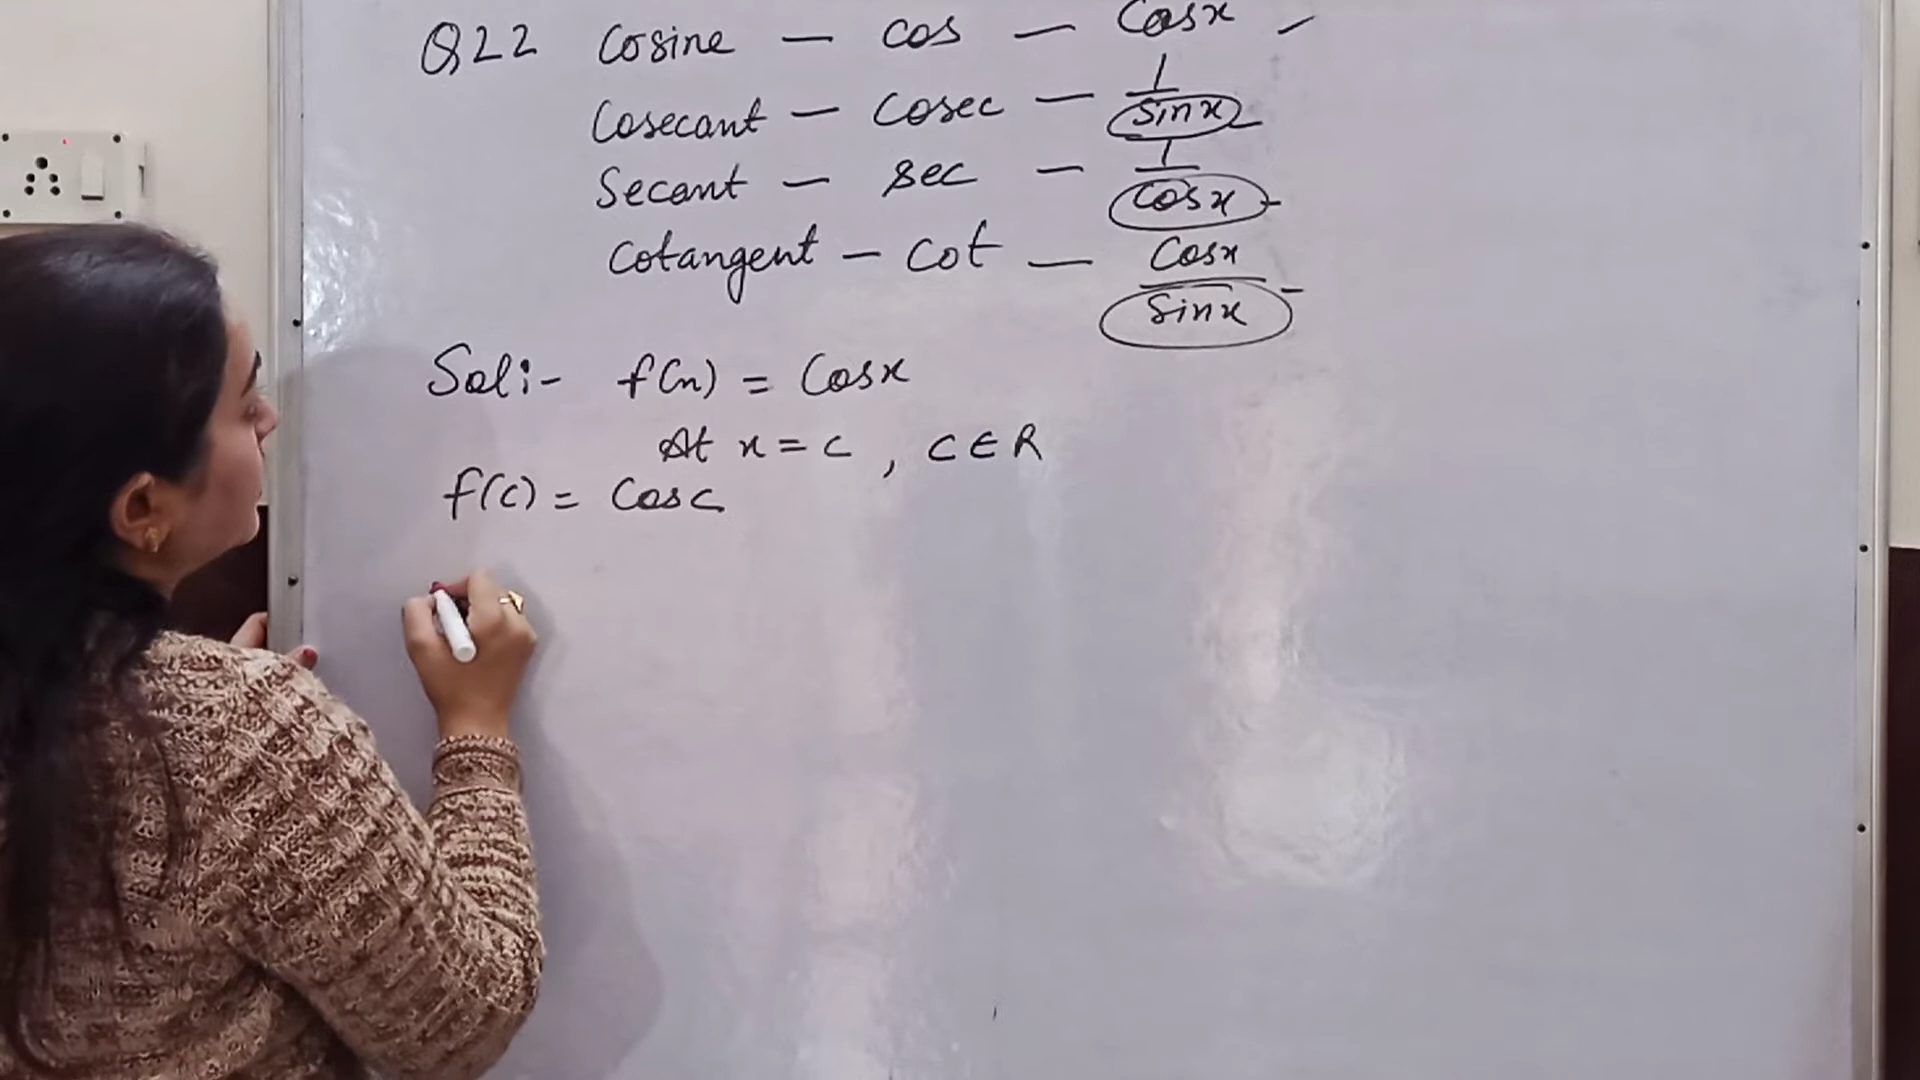 Q22 Cosine — cos — Cosx
Cosecant — Cosec — 1/sinx
Secant — sec — 1/cosx
Cotangent — cot — Cosx/sinx
Sol:- f(x) = Cosx
At x = c , c ∈ R
f(c) = Cosc